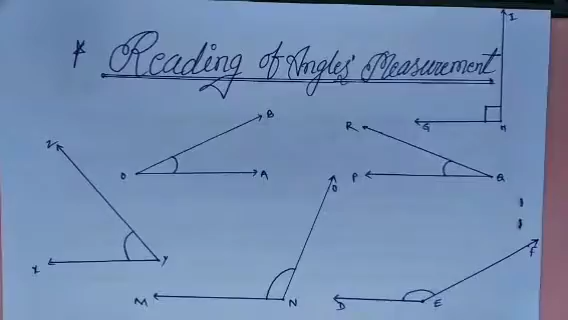 * Reading of Angles' Measurement
I
G H
B
O A
R
P Q
Z
X Y
O
M N
F
D E